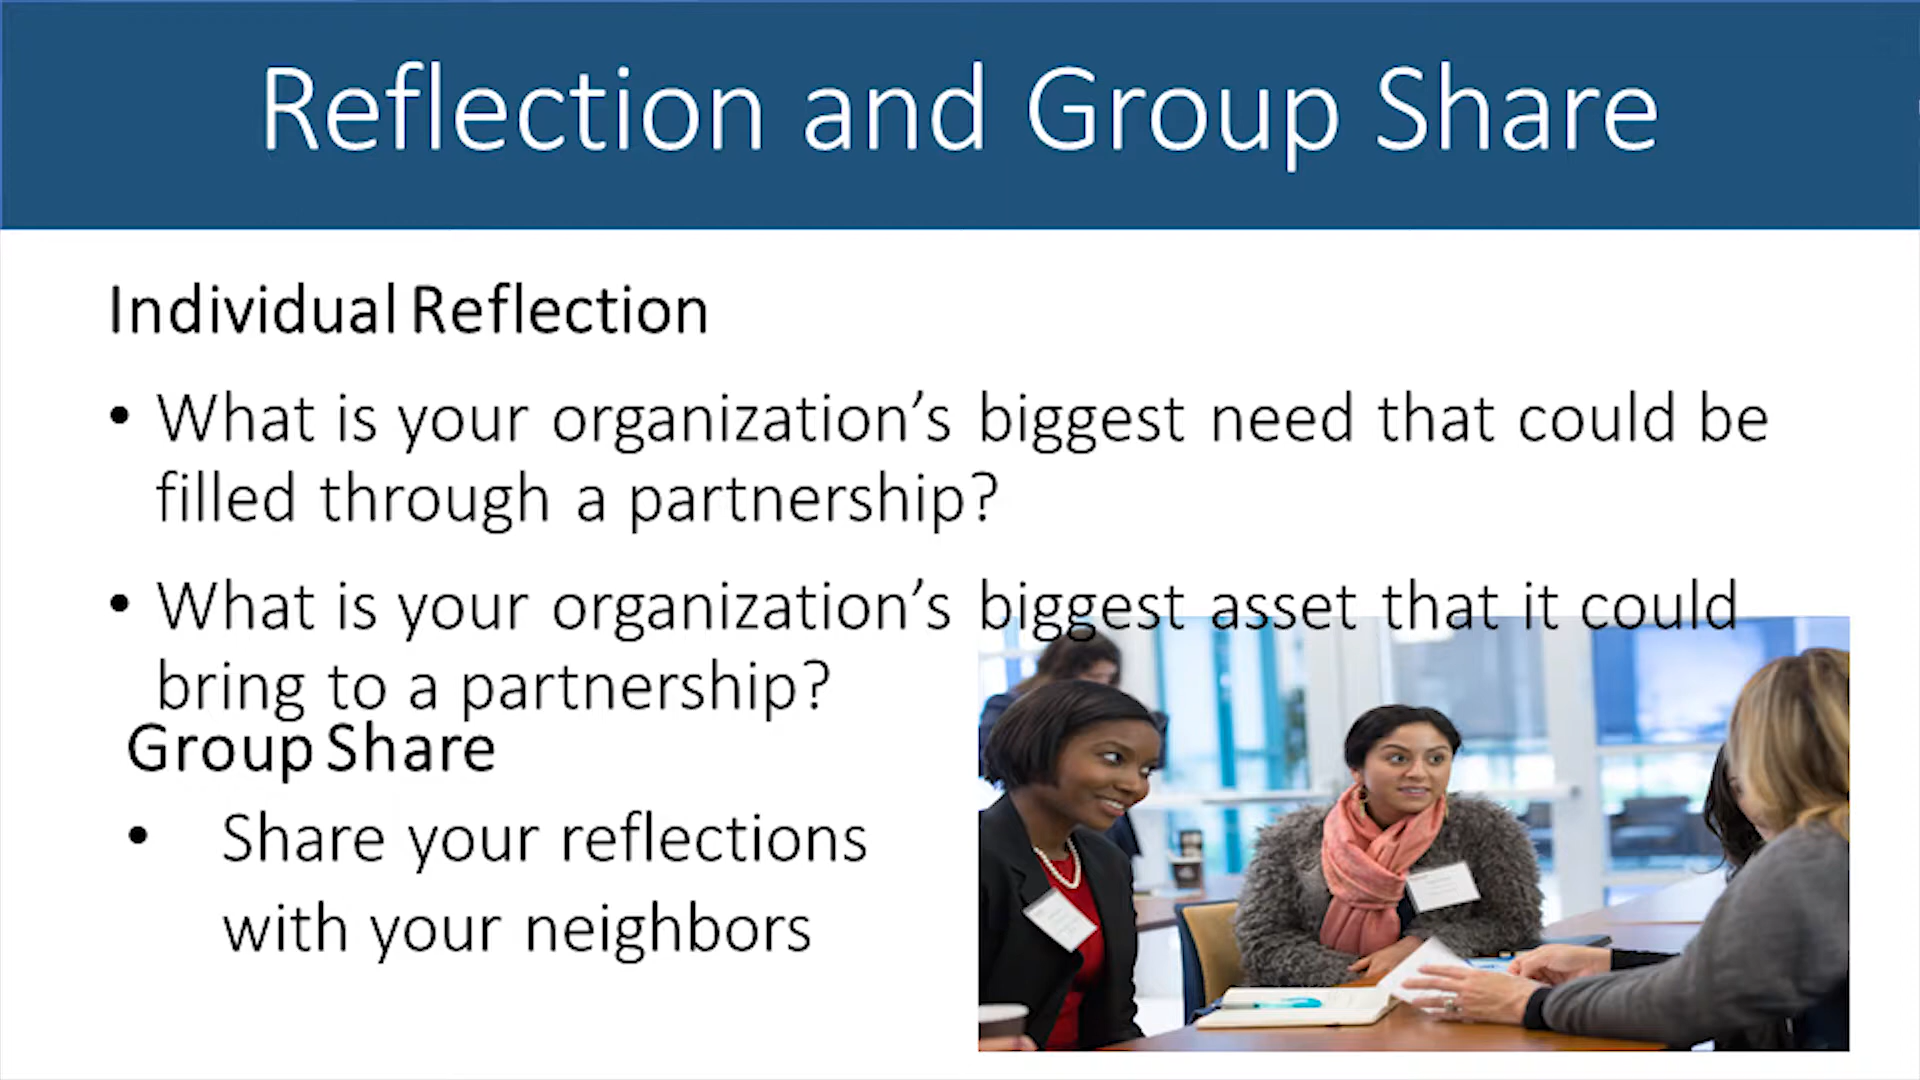 Reflection and Group Share
Individual Reflection
• What is your organization’s biggest need that could be
filled through a partnership?
• What is your organization’s biggest asset that it could
bring to a partnership?
Group Share
• Share your reflections
with your neighbors